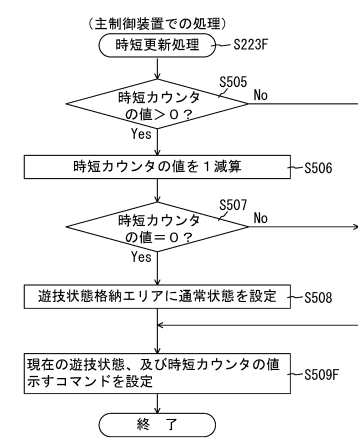 （主制御装置での処理）
時短更新処理
S223F
S505
時短カウンタ
の値＞０？
No
Yes
時短カウンタの値を１減算
S506
S507
時短カウンタ
の値＝０？
No
Yes
遊技状態格納エリアに通常状態を設定
S508
現在の遊技状態、及び時短カウンタの値
示すコマンドを設定
S509F
終 了